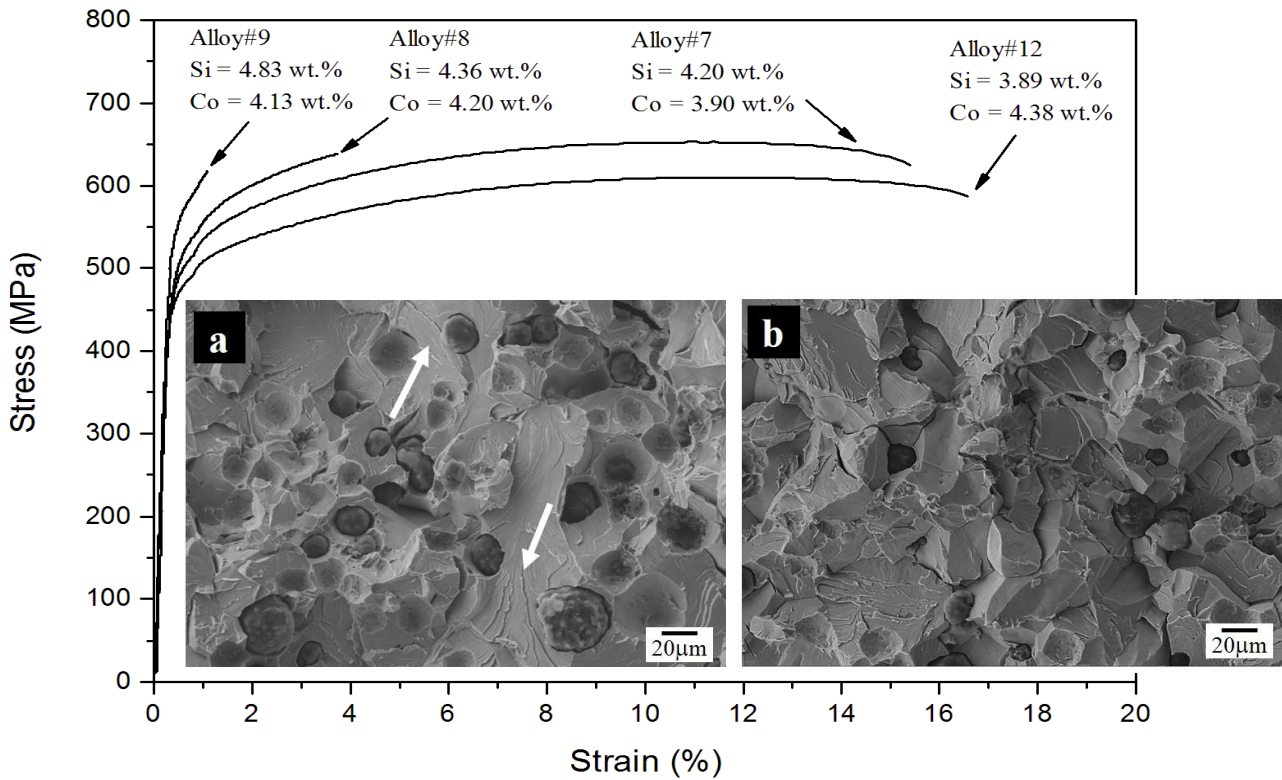 800
700
600
500
400
300
200
100
0
Stress (MPa)
Alloy#9
Si = 4.83 wt.%
Co = 4.13 wt.%
Alloy#8
Si = 4.36 wt.%
Co = 4.20 wt.%
Alloy#7
Si = 4.20 wt.%
Co = 3.90 wt.%
Alloy#12
Si = 3.89 wt.%
Co = 4.38 wt.%
a
20μm
b
20μm
0 2 4 6 8 10 12 14 16 18 20
Strain (%)